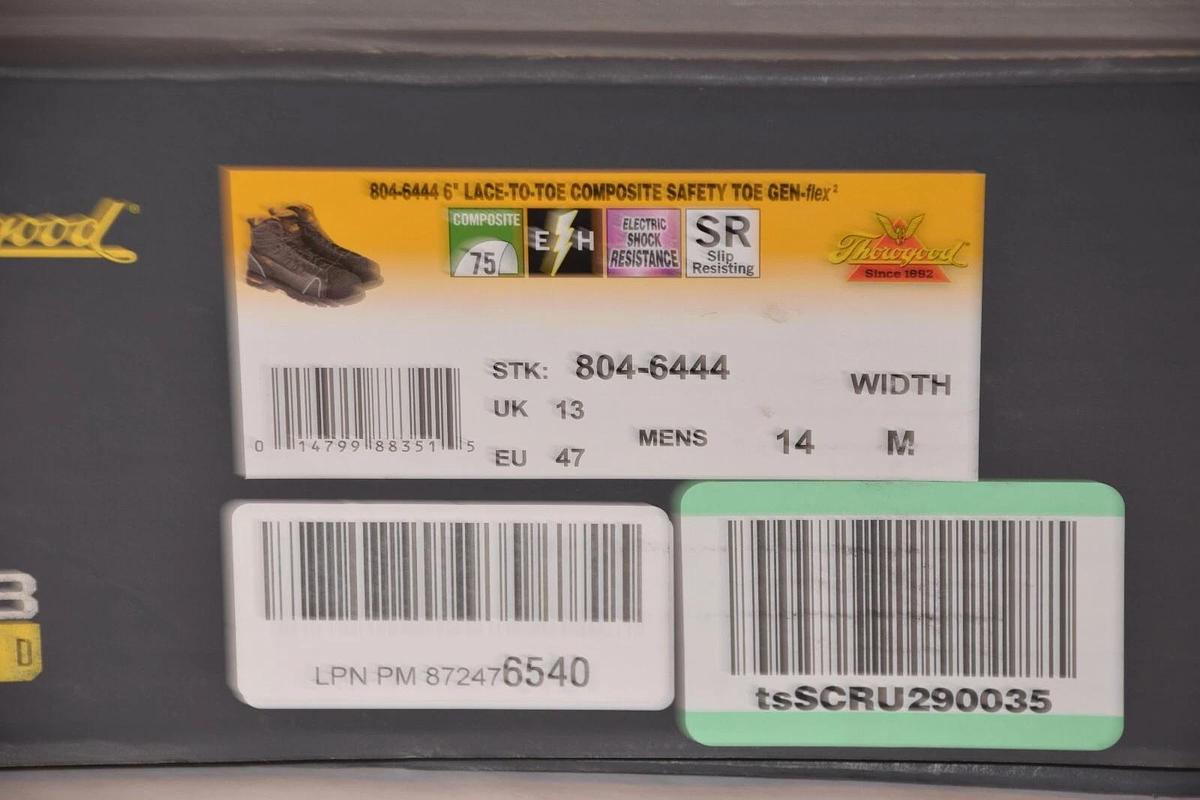 good
804-6444 6" LACE-TO-TOE COMPOSITE SAFETY TOE GEN-flex²
COMPOSITE
75
EH
ELECTRIC
SHOCK
RESISTANCE
SR
Slip
Resisting
Thorogood
Since 1892
STK: 804-6444
WIDTH
UK 13
MENS 14 M
EU 47
0 14799 88351 5
LPN PM 872476540
tsSCRU290035
D